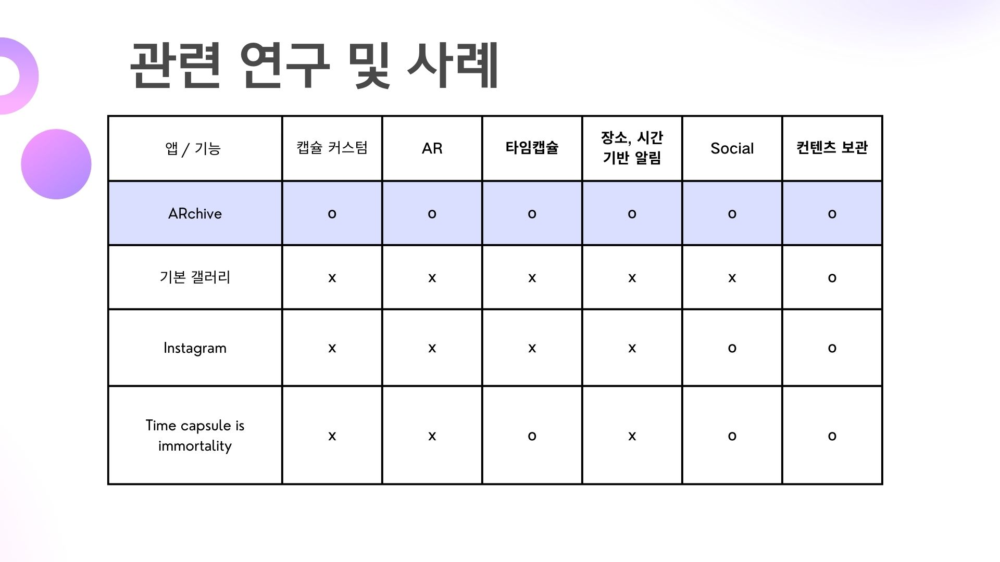 관련 연구 및 사례
앱 / 기능 캡슐 커스텀 AR 타임캡슐 장소, 시간 기반 알림 Social 컨텐츠 보관
ARchive o o o o o o
기본 갤러리 x x x x x o
Instagram x x x x o o
Time capsule is immortality x x o x o o